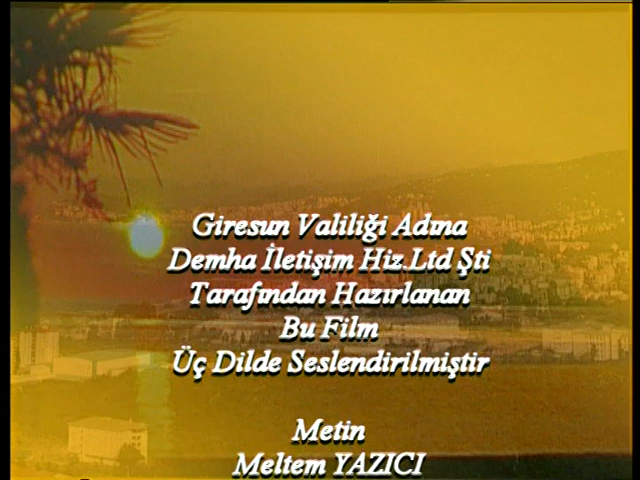 Giresun Valiliği Adına
Demha İletişim Hiz.Ltd Şti
Tarafından Hazırlanan
Bu Film
Üç Dilde Seslendirilmiştir
Metin
Meltem YAZICI